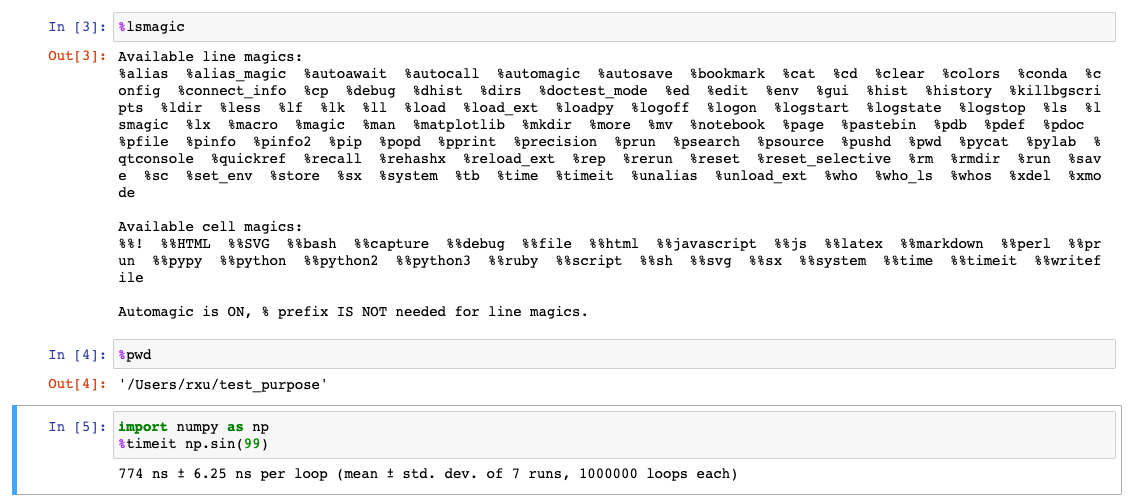 In [3]: %lsmagic
Out[3]: Available line magics:
%alias %alias_magic %autoawait %autocall %automagic %autosave %bookmark %cat %cd %clear %colors %conda %c
onfig %connect_info %cp %debug %dhist %dirs %doctest_mode %ed %edit %env %gui %hist %history %killbgscri
pts %ldir %less %lf %lk %ll %load %load_ext %loadpy %logoff %logon %logstart %logstate %logstop %ls %l
smagic %lx %macro %magic %man %matplotlib %mkdir %more %mv %notebook %page %pastebin %pdb %pdef %pdoc
%pfile %pinfo %pinfo2 %pip %popd %pprint %precision %prun %psearch %psource %pushd %pwd %pycat %pylab %
qtconsole %quickref %recall %rehashx %reload_ext %rep %rerun %reset %reset_selective %rm %rmdir %run %sav
e %sc %set_env %store %sx %system %tb %time %timeit %unalias %unload_ext %who %who_ls %whos %xdel %xmo
de
Available cell magics:
%%! %%HTML %%SVG %%bash %%capture %%debug %%file %%html %%javascript %%js %%latex %%markdown %%perl %%pr
un %%pypy %%python %%python2 %%python3 %%ruby %%script %%sh %%svg %%sx %%system %%time %%timeit %%writef
ile
Automagic is ON, % prefix IS NOT needed for line magics.
In [4]: %pwd
Out[4]: '/Users/rxu/test_purpose'
In [5]: import numpy as np
%timeit np.sin(99)
774 ns ± 6.25 ns per loop (mean ± std. dev. of 7 runs, 1000000 loops each)